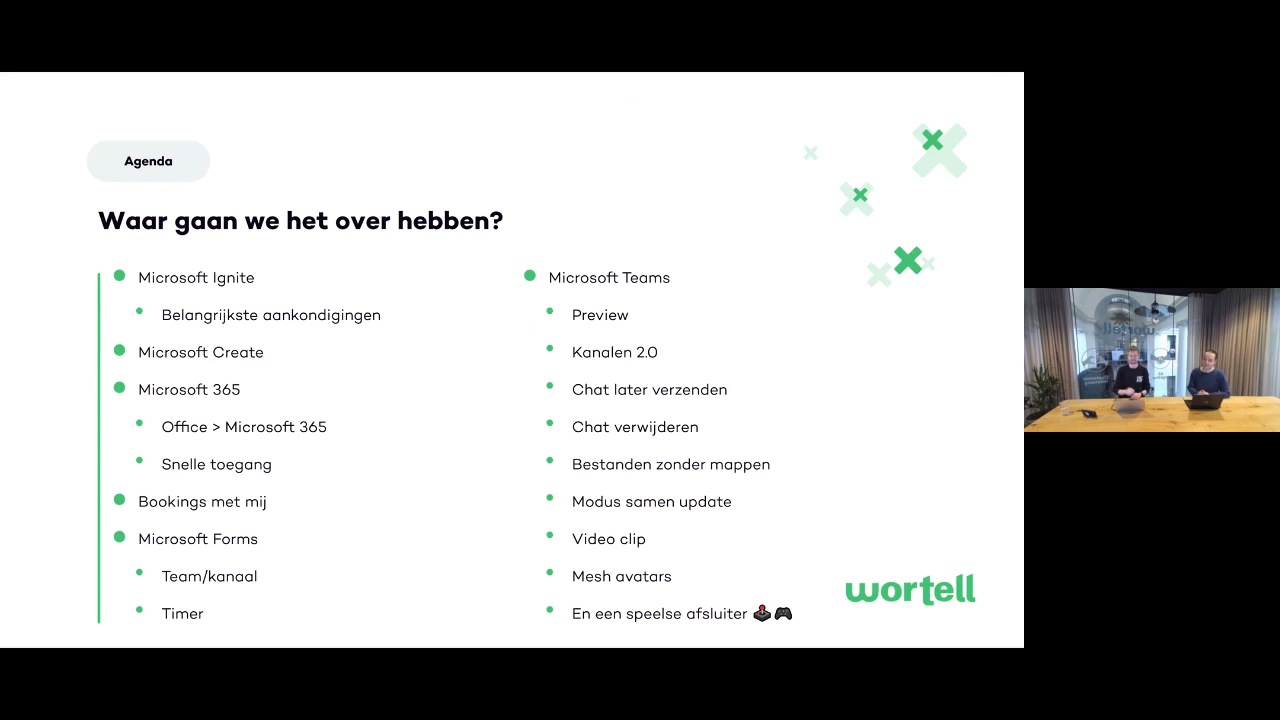 Agenda
Waar gaan we het over hebben?
Microsoft Ignite
Belangrijkste aankondigingen
Microsoft Create
Microsoft 365
Office > Microsoft 365
Snelle toegang
Bookings met mij
Microsoft Forms
Team/kanaal
Timer
Microsoft Teams
Preview
Kanalen 2.0
Chat later verzenden
Chat verwijderen
Bestanden zonder mappen
Modus samen update
Video clip
Mesh avatars
En een speelse afsluiter 🕹️🎮
wortell